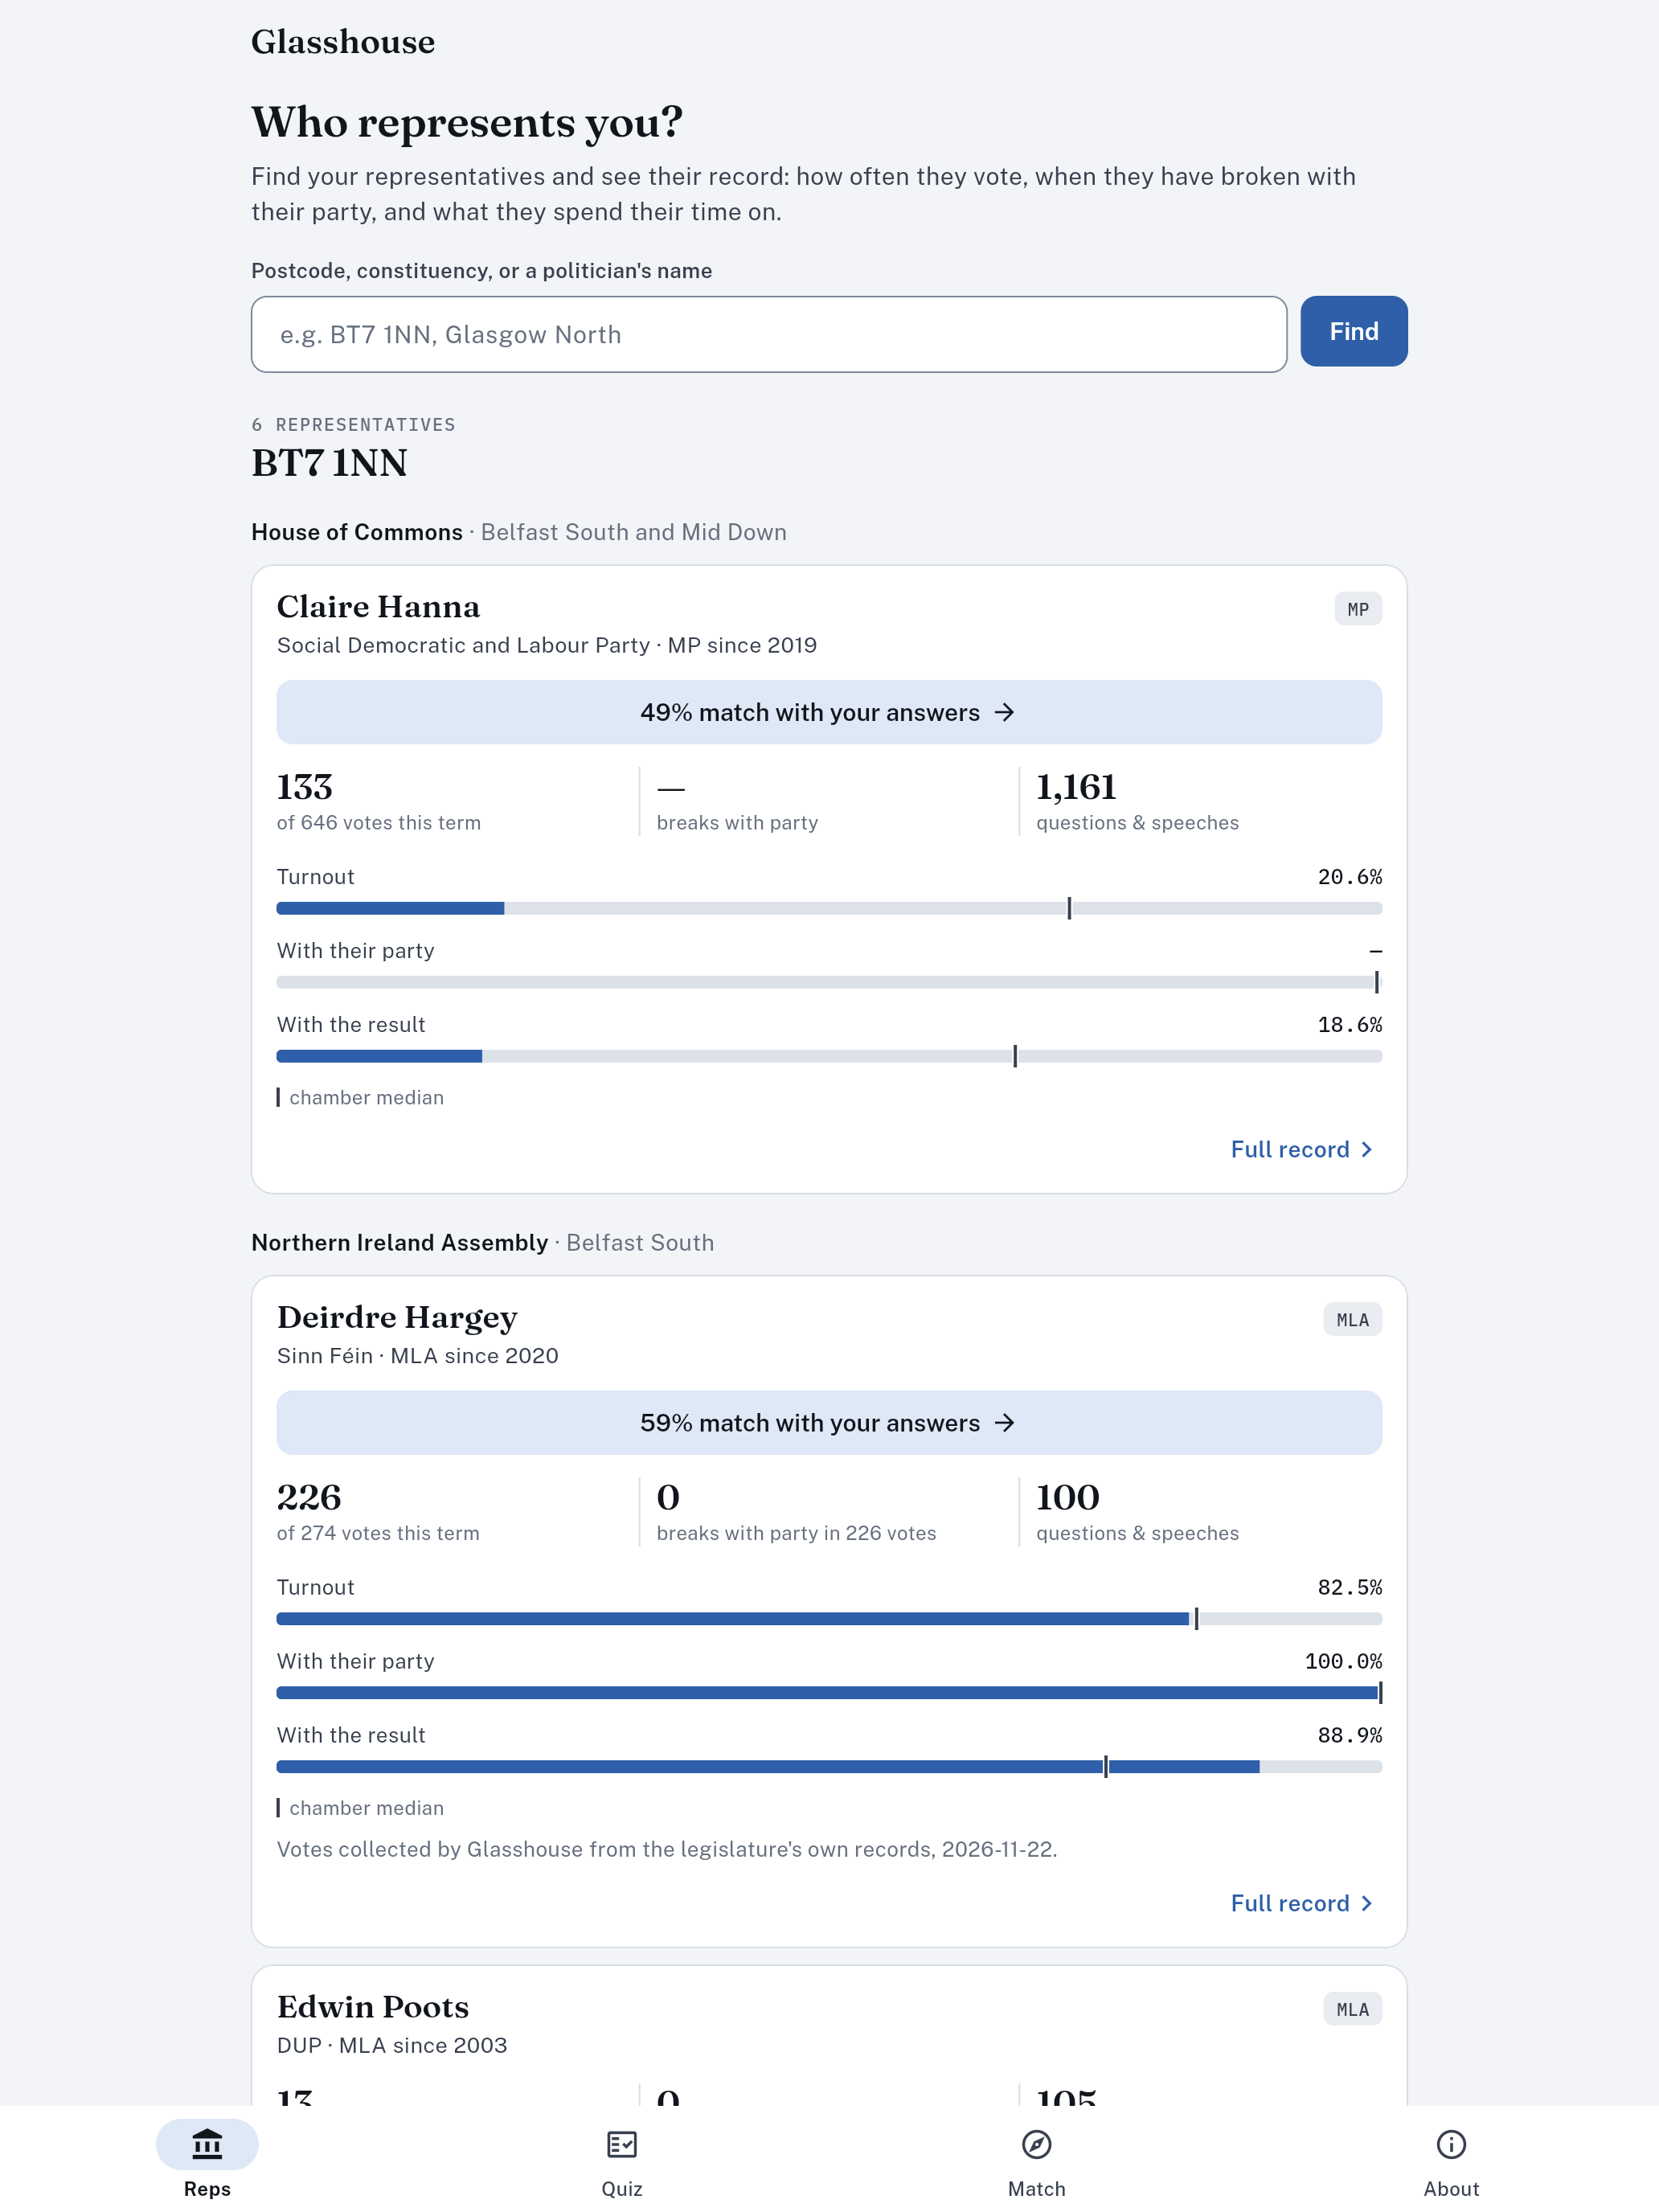 Glasshouse
Who represents you?
Find your representatives and see their record: how often they vote, when they have broken with
their party, and what they spend their time on.
Postcode, constituency, or a politician's name
e.g. BT7 1NN, Glasgow North
Find
6 REPRESENTATIVES
BT7 1NN
House of Commons · Belfast South and Mid Down
Claire Hanna
MP
Social Democratic and Labour Party · MP since 2019
49% match with your answers →
133
of 646 votes this term
—
breaks with party
1,161
questions & speeches
Turnout 20.6%
With their party —
With the result 18.6%
chamber median
Full record
Northern Ireland Assembly · Belfast South
Deirdre Hargey
MLA
Sinn Féin · MLA since 2020
59% match with your answers →
226
of 274 votes this term
0
breaks with party in 226 votes
100
questions & speeches
Turnout 82.5%
With their party 100.0%
With the result 88.9%
chamber median
Votes collected by Glasshouse from the legislature's own records, 2026-11-22.
Full record
Edwin Poots
MLA
DUP · MLA since 2003
13 0 105
Reps Quiz Match About